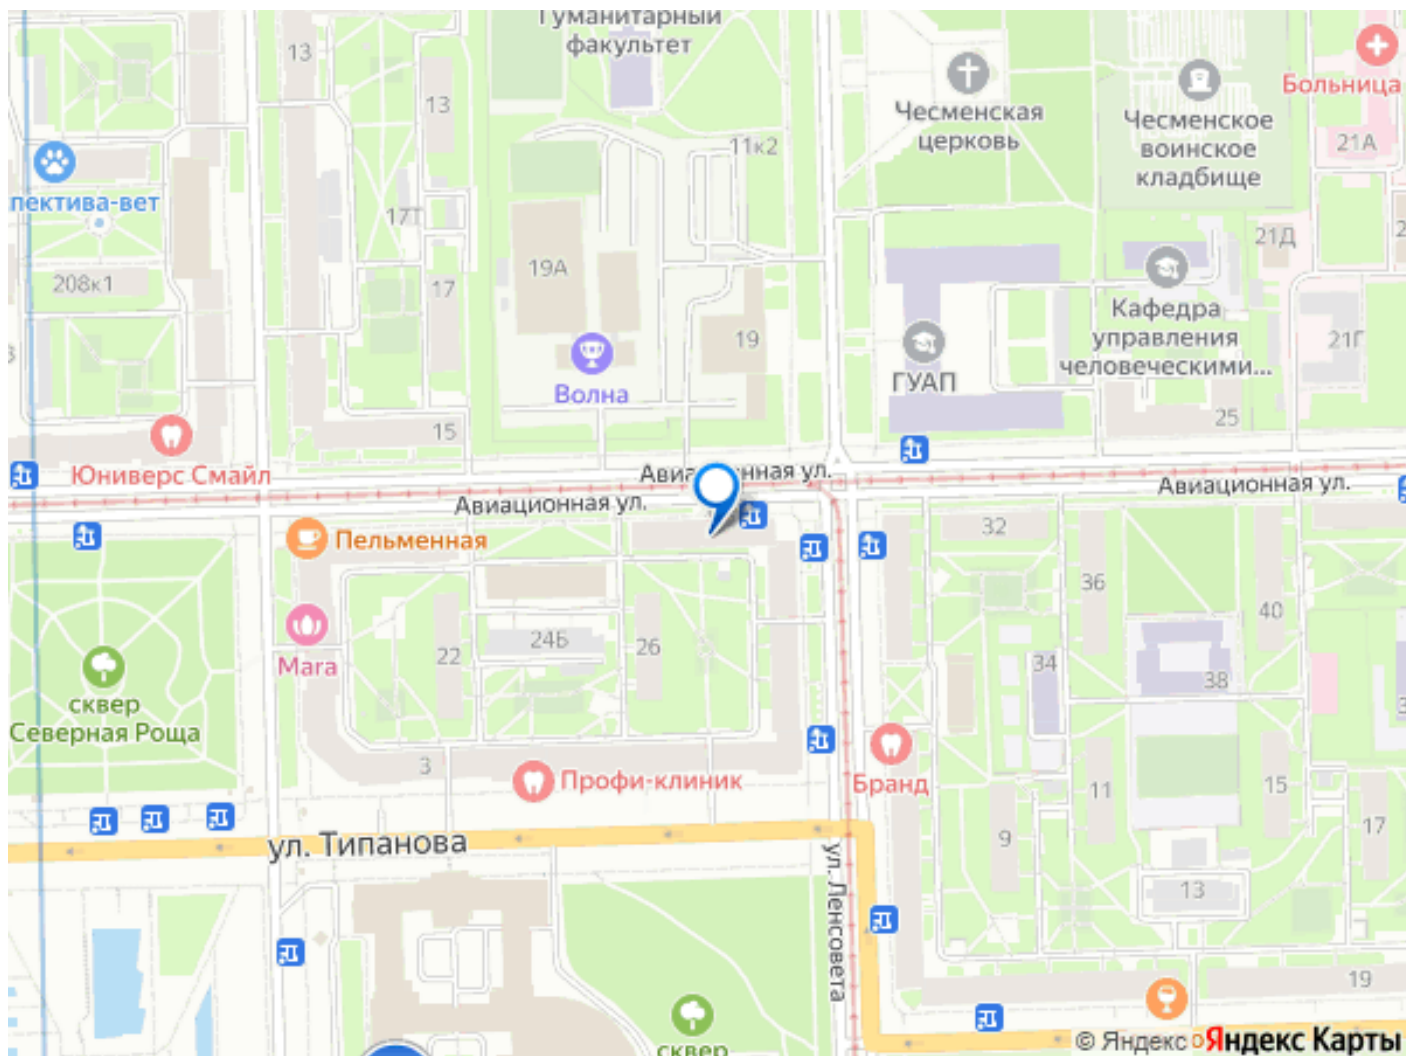 Гуманитарный
факультет
13
13
11к2
Чесменская
церковь
Чесменское
воинское
кладбище
Больница
21А
пектива-вет
17Т
208к1
19А
17
21Д
Кафедра
управления
человеческими...
19
21Г
Волна
ГУАП
15
25
Юниверс Смайл
Авиационная ул.
Авиационная ул.
Авиационная ул.
Пельменная
32
36
40
Mara
22
24Б
26
34
38
сквер
Северная Роща
3
Профи-клиник
Бранд
11
15
9
17
ул. Типанова
ул. Ленсовета
13
19
сквер
© Яндекс
Яндекс Карты